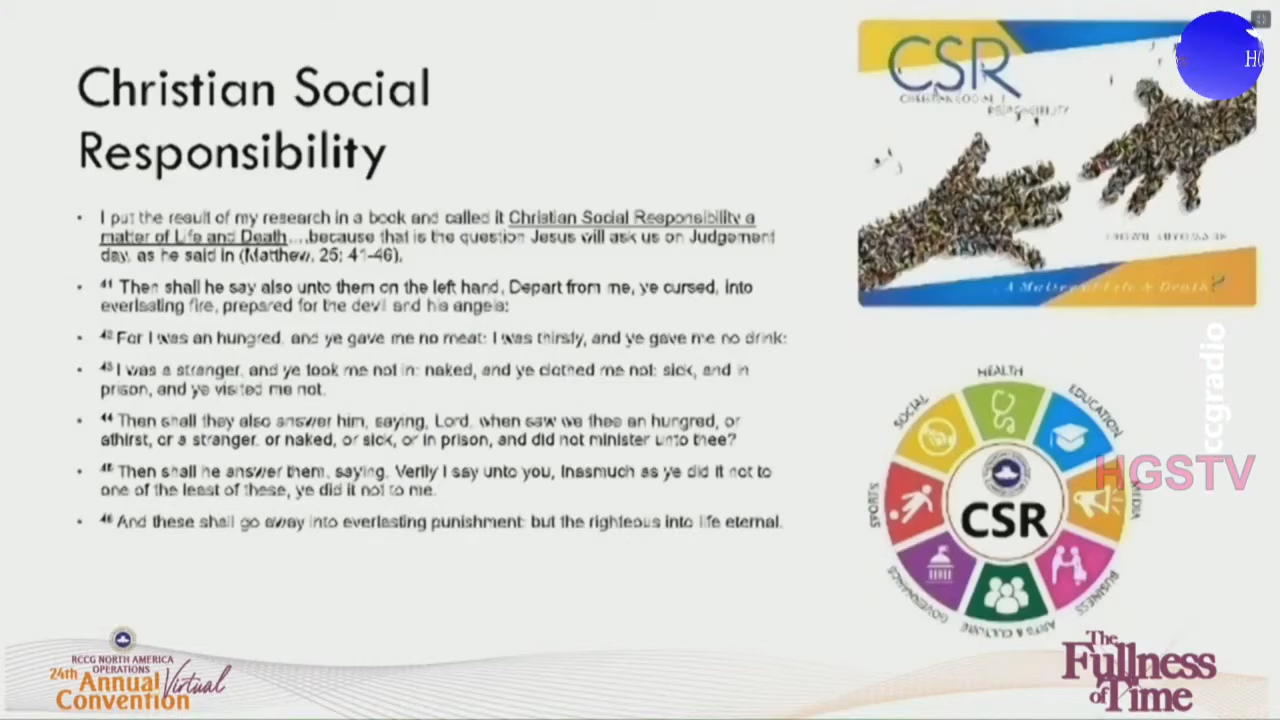 Christian Social
Responsibility
• I put the result of my research in a book and called it Christian Social Responsibility a
matter of Life and Death....because that is the question Jesus will ask us on Judgement
day, as he said in (Matthew, 25: 41-46).
• 41 Then shall he say also unto them on the left hand, Depart from me, ye cursed, into
everlasting fire, prepared for the devil and his angels:
• 42 For I was an hungred, and ye gave me no meat: I was thirsty, and ye gave me no drink:
• 43 I was a stranger, and ye took me not in: naked, and ye clothed me not: sick, and in
prison, and ye visited me not.
• 44 Then shall they also answer him, saying, Lord, when saw we thee an hungred, or
athirst, or a stranger, or naked, or sick, or in prison, and did not minister unto thee?
• 45 Then shall he answer them, saying, Verily I say unto you, Inasmuch as ye did it not to
one of the least of these, ye did it not to me.
• 46 And these shall go away into everlasting punishment: but the righteous into life eternal.
CSR
CHRISTIAN SOCIAL
RESPONSIBILITY
A Matter of Life & Death
HG
rccgradio
HGSTV
HEALTH
EDUCATION
MEDIA
BUSINESS
ARTS & CULTURE
GOVERNANCE
SPORTS
SOCIAL
CSR
RCCG NORTH AMERICA
OPERATIONS
24th Annual Virtual
Convention
The
Fullness
of Time